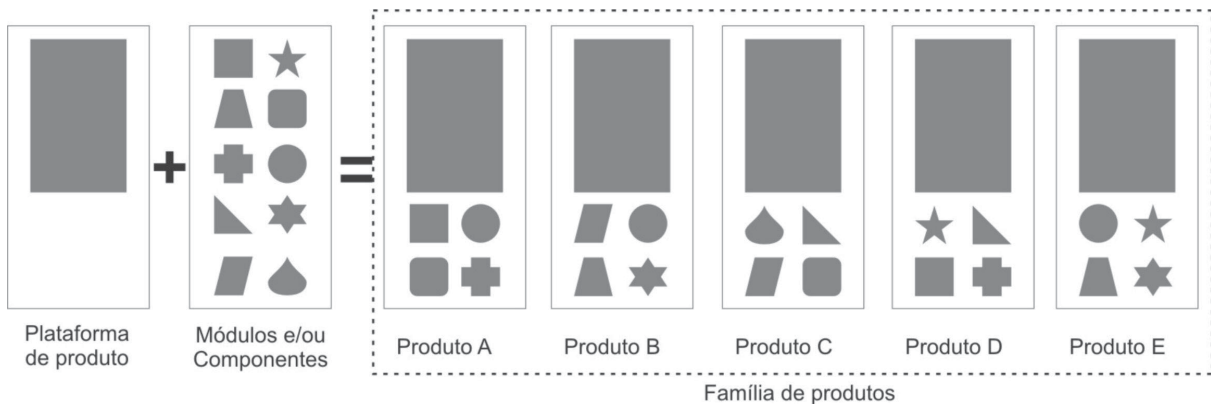 Plataforma
de produto
+
Módulos e/ou
Componentes
=
Produto A
Produto B
Produto C
Produto D
Produto E
Família de produtos